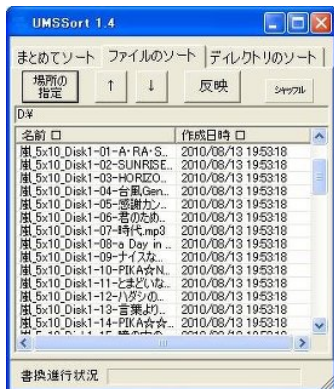 UMSSort 1.4
まとめてソート ファイルのソート ディレクトリのソート
場所の指定 ↑ ↓ 反映 シャッフル
D:¥
名前 □ 作成日時 □
嵐_5x10_Disk1-01-A・RA・S... 2010/08/13 19:53:18
嵐_5x10_Disk1-02-SUNRISE... 2010/08/13 19:53:18
嵐_5x10_Disk1-03-HORIZO... 2010/08/13 19:53:18
嵐_5x10_Disk1-04-台風Gen... 2010/08/13 19:53:18
嵐_5x10_Disk1-05-感謝カン... 2010/08/13 19:53:18
嵐_5x10_Disk1-06-君のため... 2010/08/13 19:53:18
嵐_5x10_Disk1-07-時代.mp3 2010/08/13 19:53:18
嵐_5x10_Disk1-08-a Day in ... 2010/08/13 19:53:18
嵐_5x10_Disk1-09-ナイスな... 2010/08/13 19:53:18
嵐_5x10_Disk1-10-PIKA☆N... 2010/08/13 19:53:18
嵐_5x10_Disk1-11-とまどいな... 2010/08/13 19:53:18
嵐_5x10_Disk1-12-ハダシの... 2010/08/13 19:53:18
嵐_5x10_Disk1-13-言葉より... 2010/08/13 19:53:18
嵐_5x10_Disk1-14-PIKA☆☆... 2010/08/13 19:53:18
書換進行状況